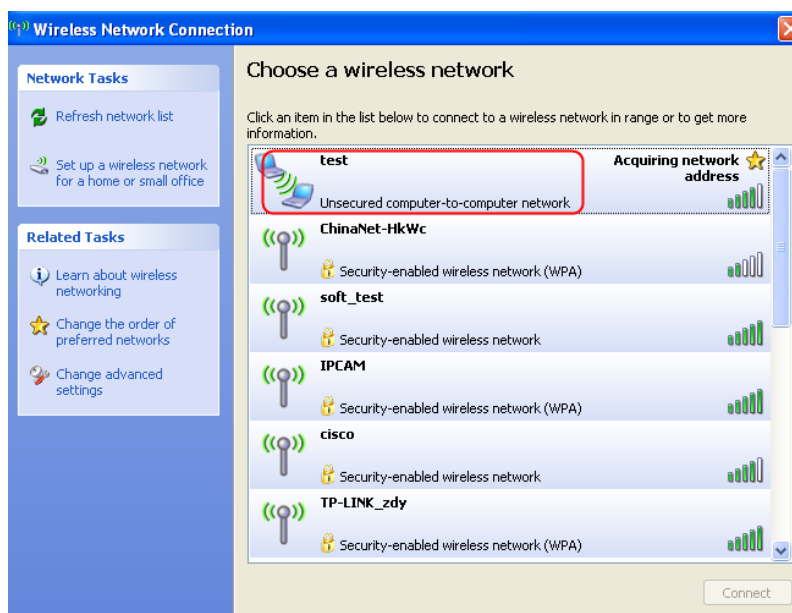 Wireless Network Connection
Network Tasks
Refresh network list
Set up a wireless network
for a home or small office
Related Tasks
Learn about wireless
networking
Change the order of
preferred networks
Change advanced
settings
Choose a wireless network
Click an item in the list below to connect to a wireless network in range or to get more
information.
test
Acquiring network
address
Unsecured computer-to-computer network
ChinaNet-HkWc
Security-enabled wireless network (WPA)
soft_test
Security-enabled wireless network
IPCAM
Security-enabled wireless network (WPA)
cisco
Security-enabled wireless network
TP-LINK_zdy
Security-enabled wireless network (WPA)
Connect